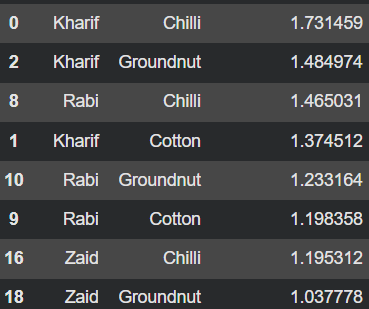 0 Kharif Chilli 1.731459
2 Kharif Groundnut 1.484974
8 Rabi Chilli 1.465031
1 Kharif Cotton 1.374512
10 Rabi Groundnut 1.233164
9 Rabi Cotton 1.198358
16 Zaid Chilli 1.195312
18 Zaid Groundnut 1.037778